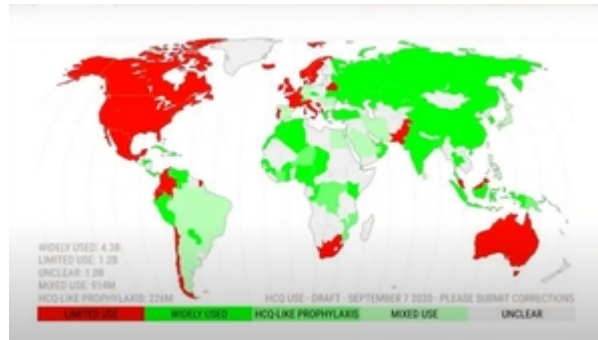 WIDELY USED: 4.3B
LIMITED USE: 1.2B
UNCLEAR: 1.0B
MIXED USE: 914M
HCQ-LIKE PROPHYLAXIS: 226M
HCQ USE - DRAFT - SEPTEMBER 7 2020 - PLEASE SUBMIT CORRECTIONS
LIMITED USE WIDELY USED HCQ-LIKE PROPHYLAXIS MIXED USE UNCLEAR